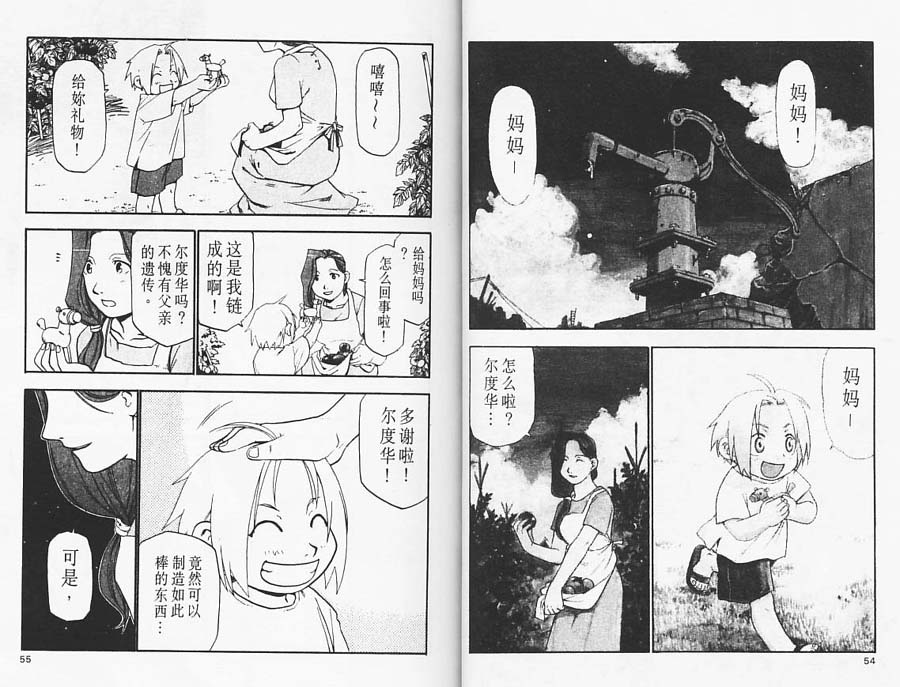 妈妈！
妈妈－
妈妈－
怎么啦？
尔度华…
54
嘻嘻～
给妳礼物！
给妈妈吗
？
怎么回事啦！
这是我链
成的啊！
尔度华吗？
不愧有父亲
的遗传。
多谢啦！
尔度华！
竟然可以
制造如此
棒的东西…
可是，
55